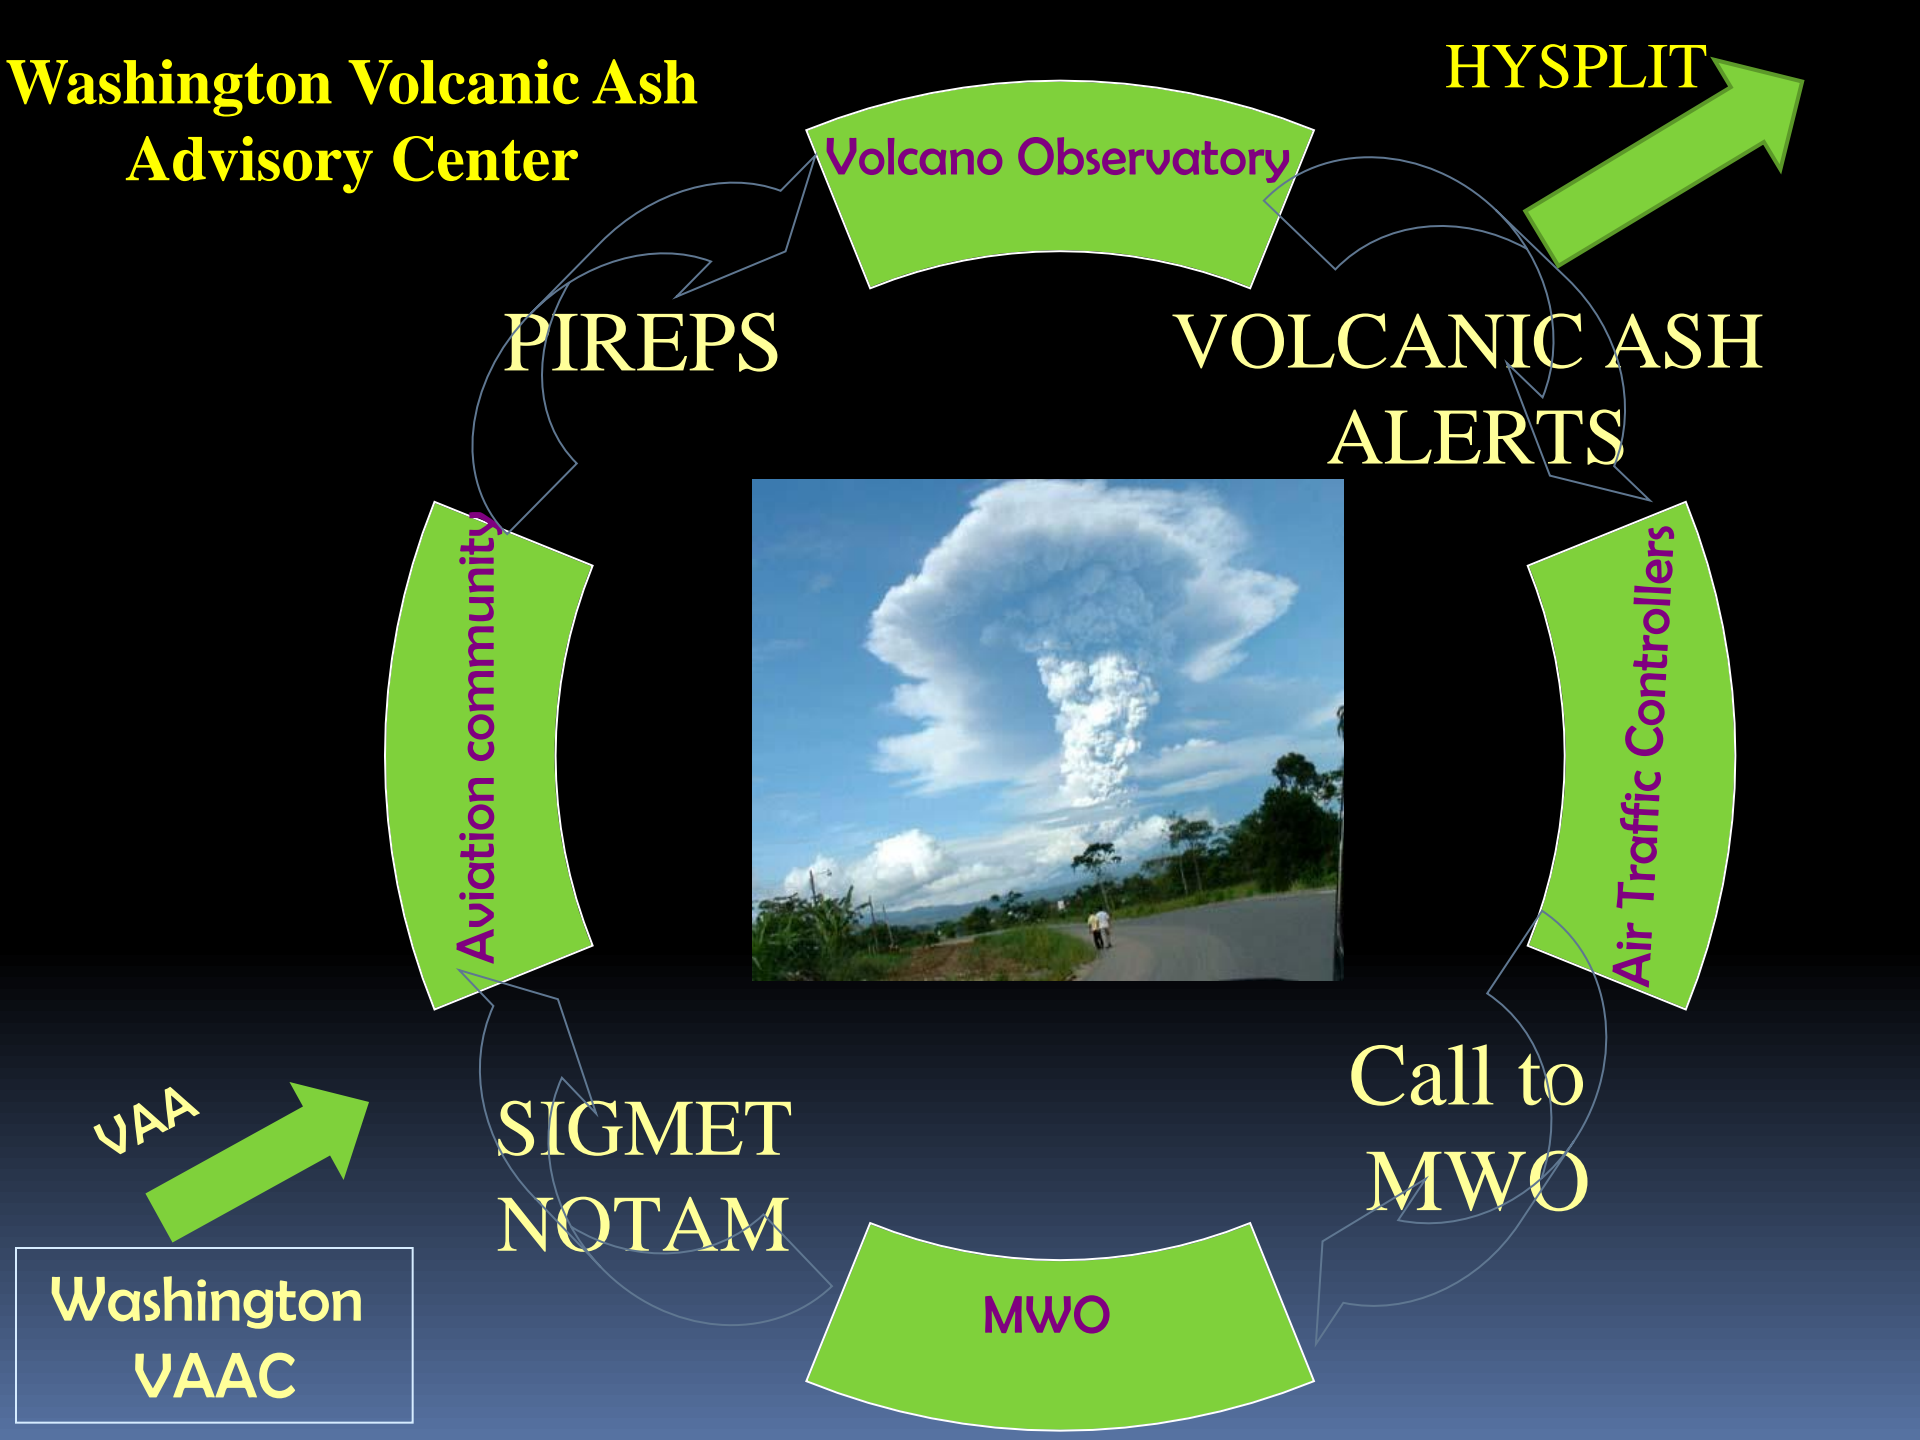 Washington Volcanic Ash
Advisory Center
HYSPLIT
Volcano Observatory
PIREPS
VOLCANIC ASH
ALERTS
Aviation community
Air Traffic Controllers
Call to
MWO
VAA
SIGMET
NOTAM
MWO
Washington
VAAC